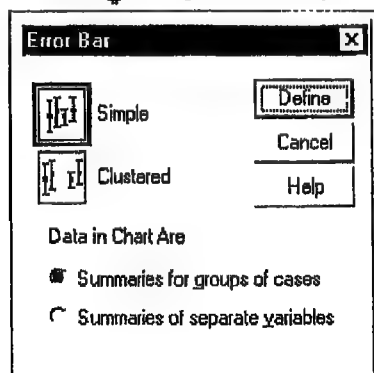 Error Bar
Simple
Define
Cancel
Clustered
Help
Data in Chart Are
Summaries for groups of cases
Summaries of separate variables